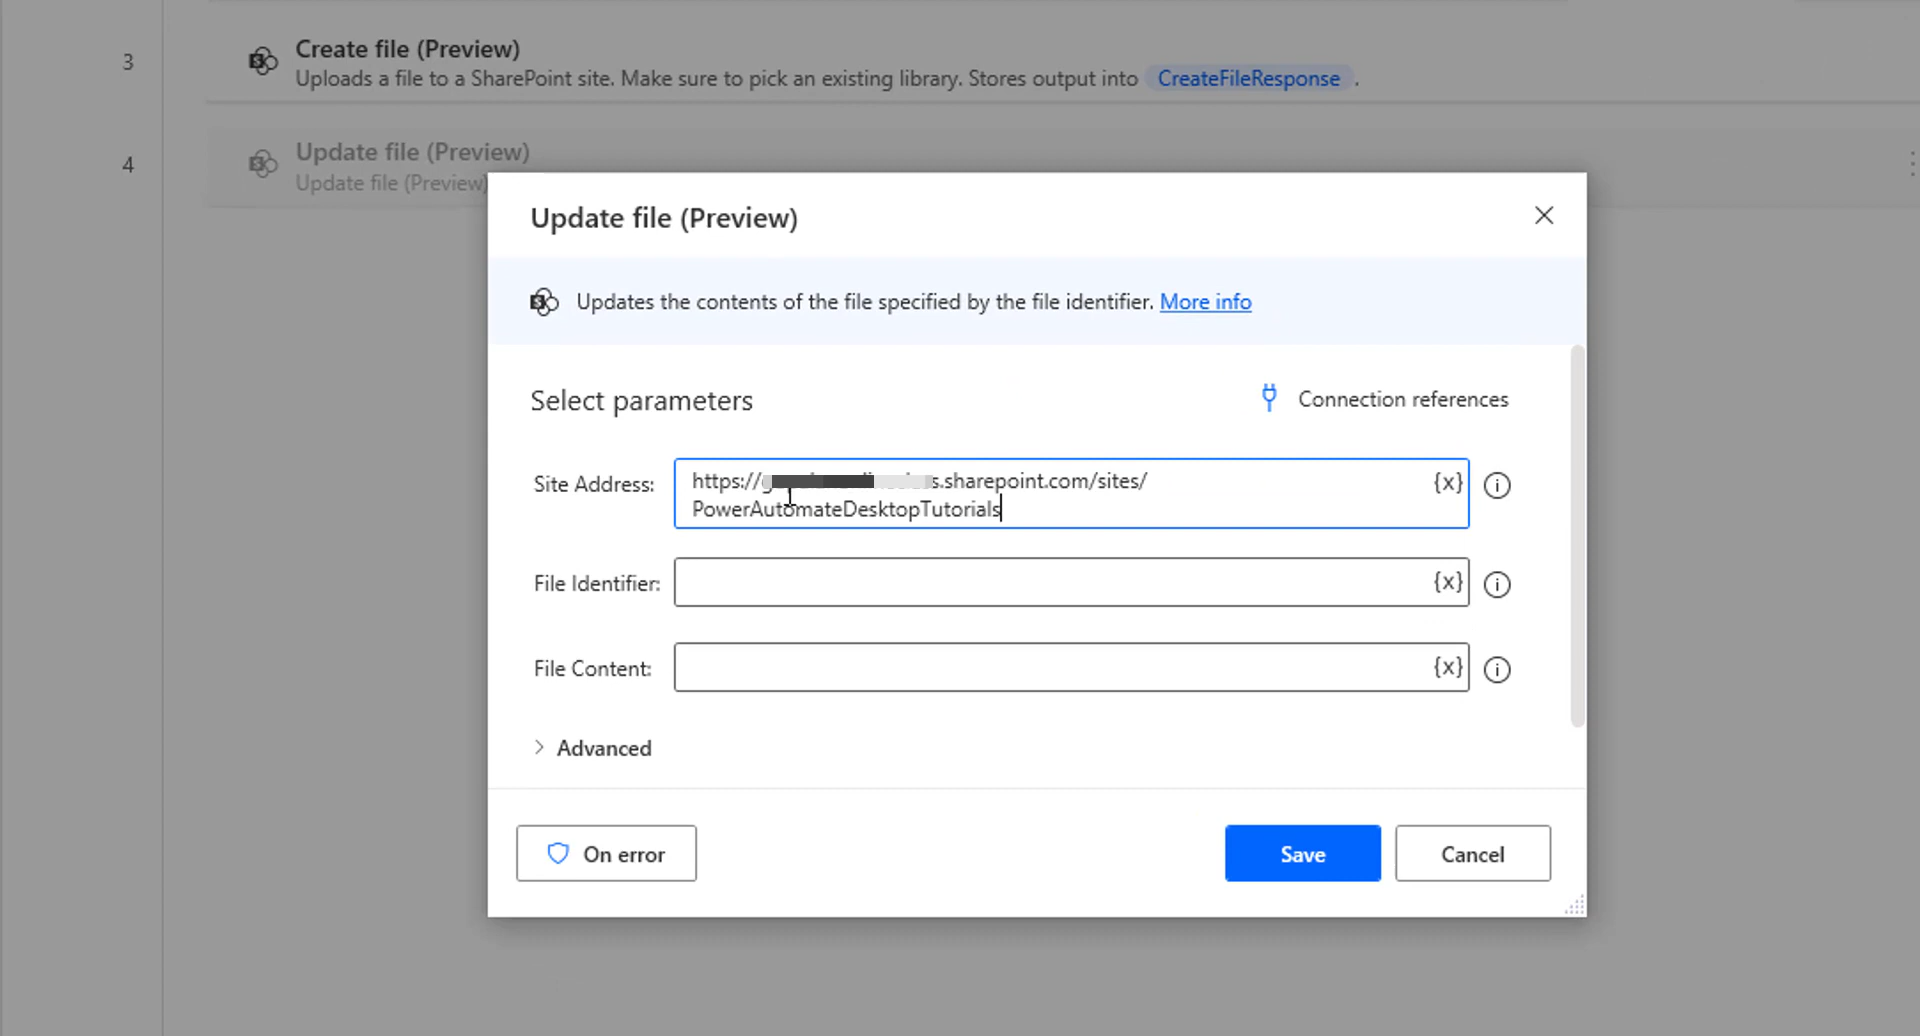 3
Create file (Preview)
Uploads a file to a SharePoint site. Make sure to pick an existing library. Stores output into CreateFileResponse .
4
Update file (Preview)
Update file (Preview)
Update file (Preview)
Updates the contents of the file specified by the file identifier. More info
Select parameters
Connection references
Site Address:
https://
s.sharepoint.com/sites/
PowerAutomateDesktopTutorials
{x}
File Identifier:
{x}
File Content:
{x}
Advanced
On error
Save
Cancel